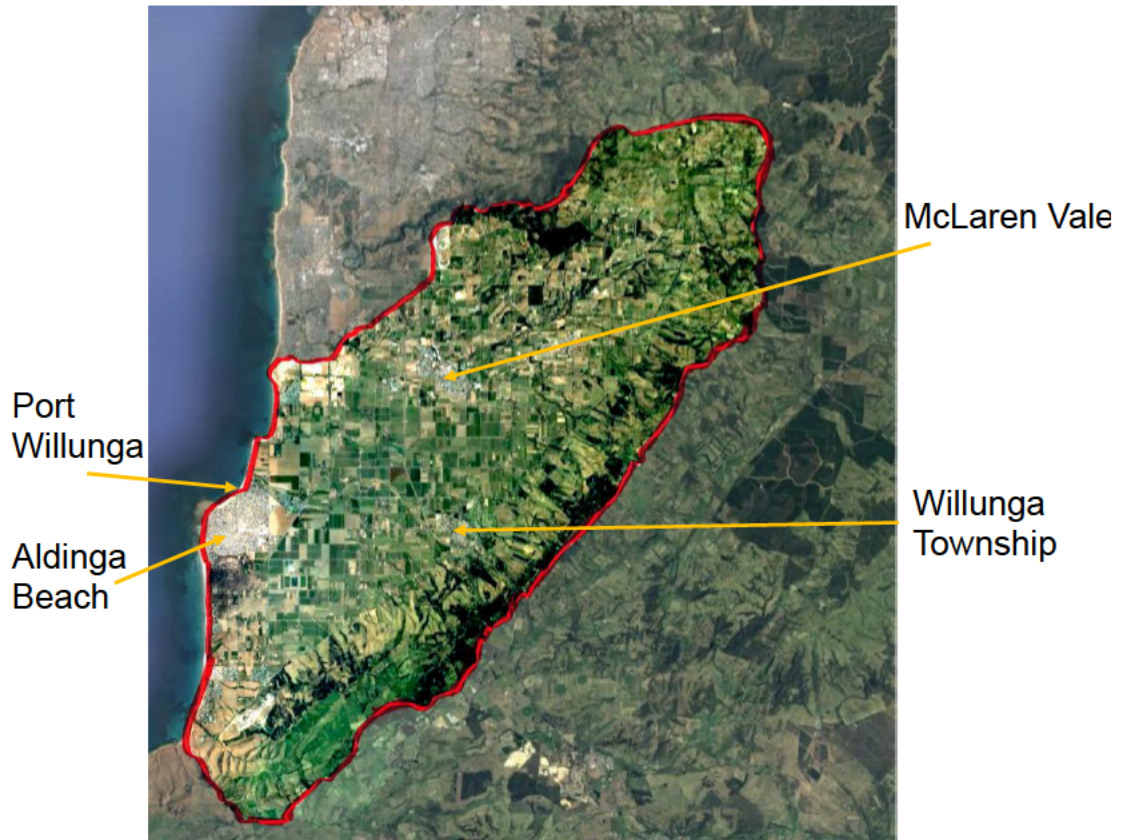 McLaren Vale
Port
Willunga
Willunga
Township
Aldinga
Beach